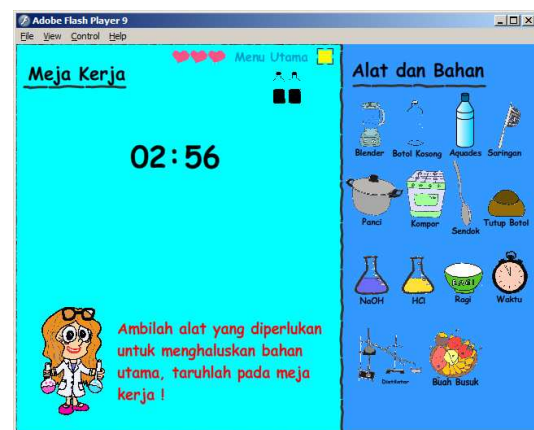 Adobe Flash Player 9
File View Control Help
Meja Kerja
Menu Utama
02:56
Ambilah alat yang diperlukan
untuk menghaluskan bahan
utama, taruhlah pada meja
kerja !
Alat dan Bahan
Blender Botol Kosong Aquades Saringan
Panci Kompor Sendok Tutup Botol
NaOH HCl Ragi Waktu
RAGI
Distilator Buah Busuk